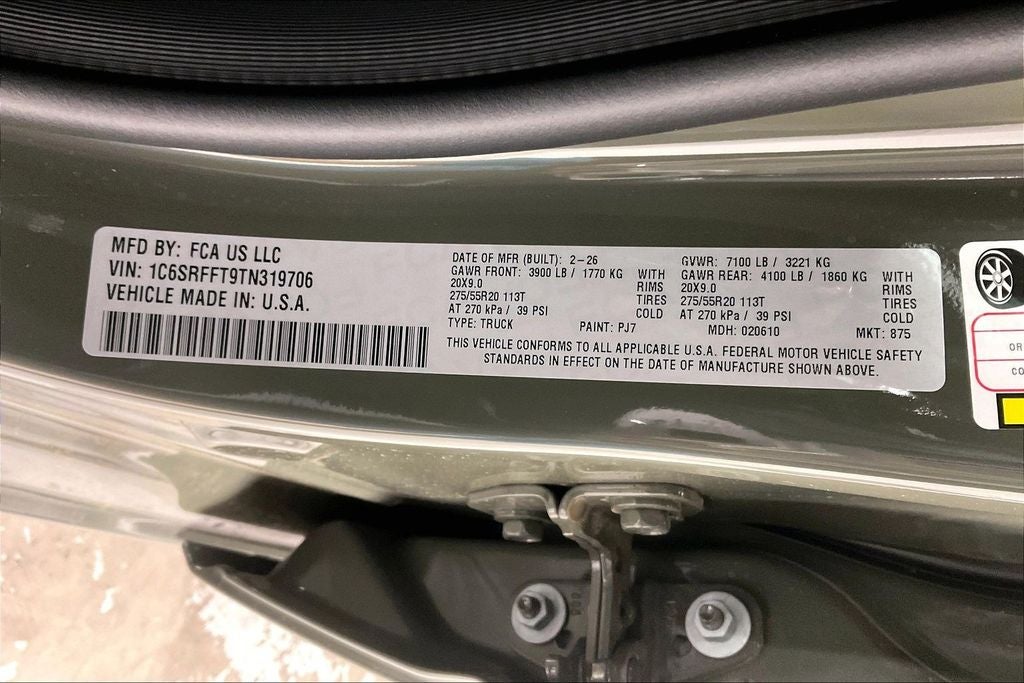 MFD BY: FCA US LLC
VIN: 1C6SRFFT9TN319706
VEHICLE MADE IN: U.S.A.
DATE OF MFR (BUILT): 2-26
GAWR FRONT: 3900 LB / 1770 KG WITH
20X9.0 RIMS
275/55R20 113T TIRES
AT 270 kPa / 39 PSI COLD
TYPE: TRUCK PAINT: PJ7
GVWR: 7100 LB / 3221 KG
GAWR REAR: 4100 LB / 1860 KG WITH
20X9.0 RIMS
275/55R20 113T TIRES
AT 270 kPa / 39 PSI COLD
MDH: 020610 MKT: 875
THIS VEHICLE CONFORMS TO ALL APPLICABLE U.S.A. FEDERAL MOTOR VEHICLE SAFETY
STANDARDS IN EFFECT ON THE DATE OF MANUFACTURE SHOWN ABOVE.
OR
CO